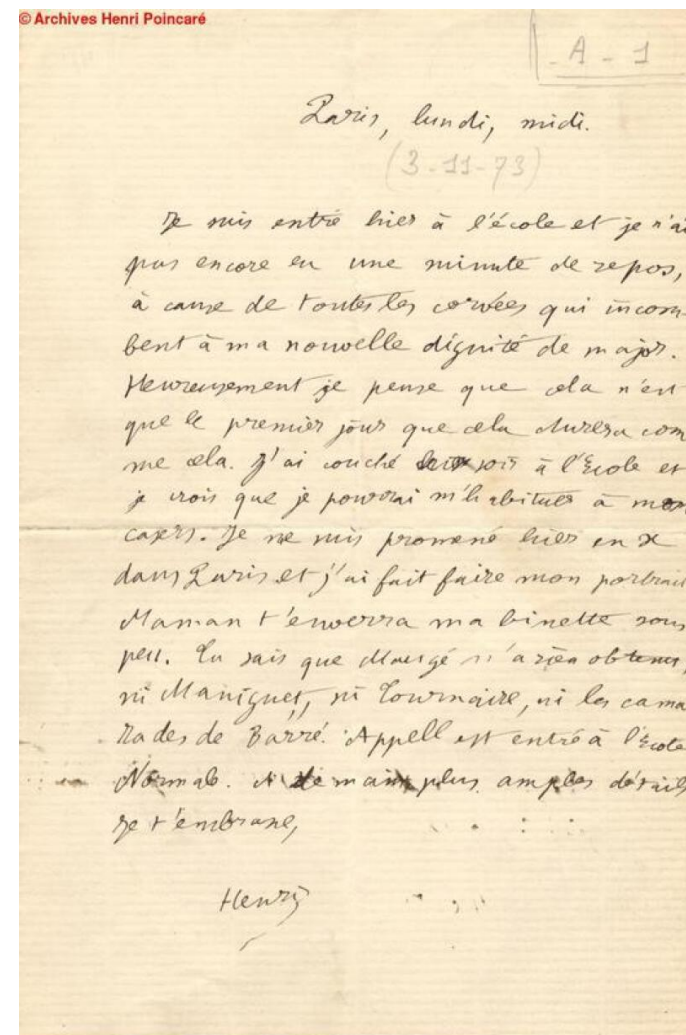 © Archives Henri Poincaré
A - 1
Paris, lundi, midi.
(3-11-73)
Je suis entré hier à l'école et je n'ai
pas encore eu une minute de repos,
à cause de toutes les corvées qui incom-
bent à ma nouvelle dignité de major.
Heureusement je pense que cela n'est
que le premier jour que cela durera com
me cela. J'ai couché soir à l'École et
je crois que je pourrai m'habituer à mon
casers. Je me suis promené hier en x
dans Paris et j'ai fait faire mon portrait
Maman t'enverra ma binette sous
peu. Tu sais que Maugé n'a rien obtenu,
ni Maniguet, ni Tournaire, ni les cama
rades de Barré. Appell est entré à l'École
Normale. A demain plus amples détails
Je t'embrasse,
Henri